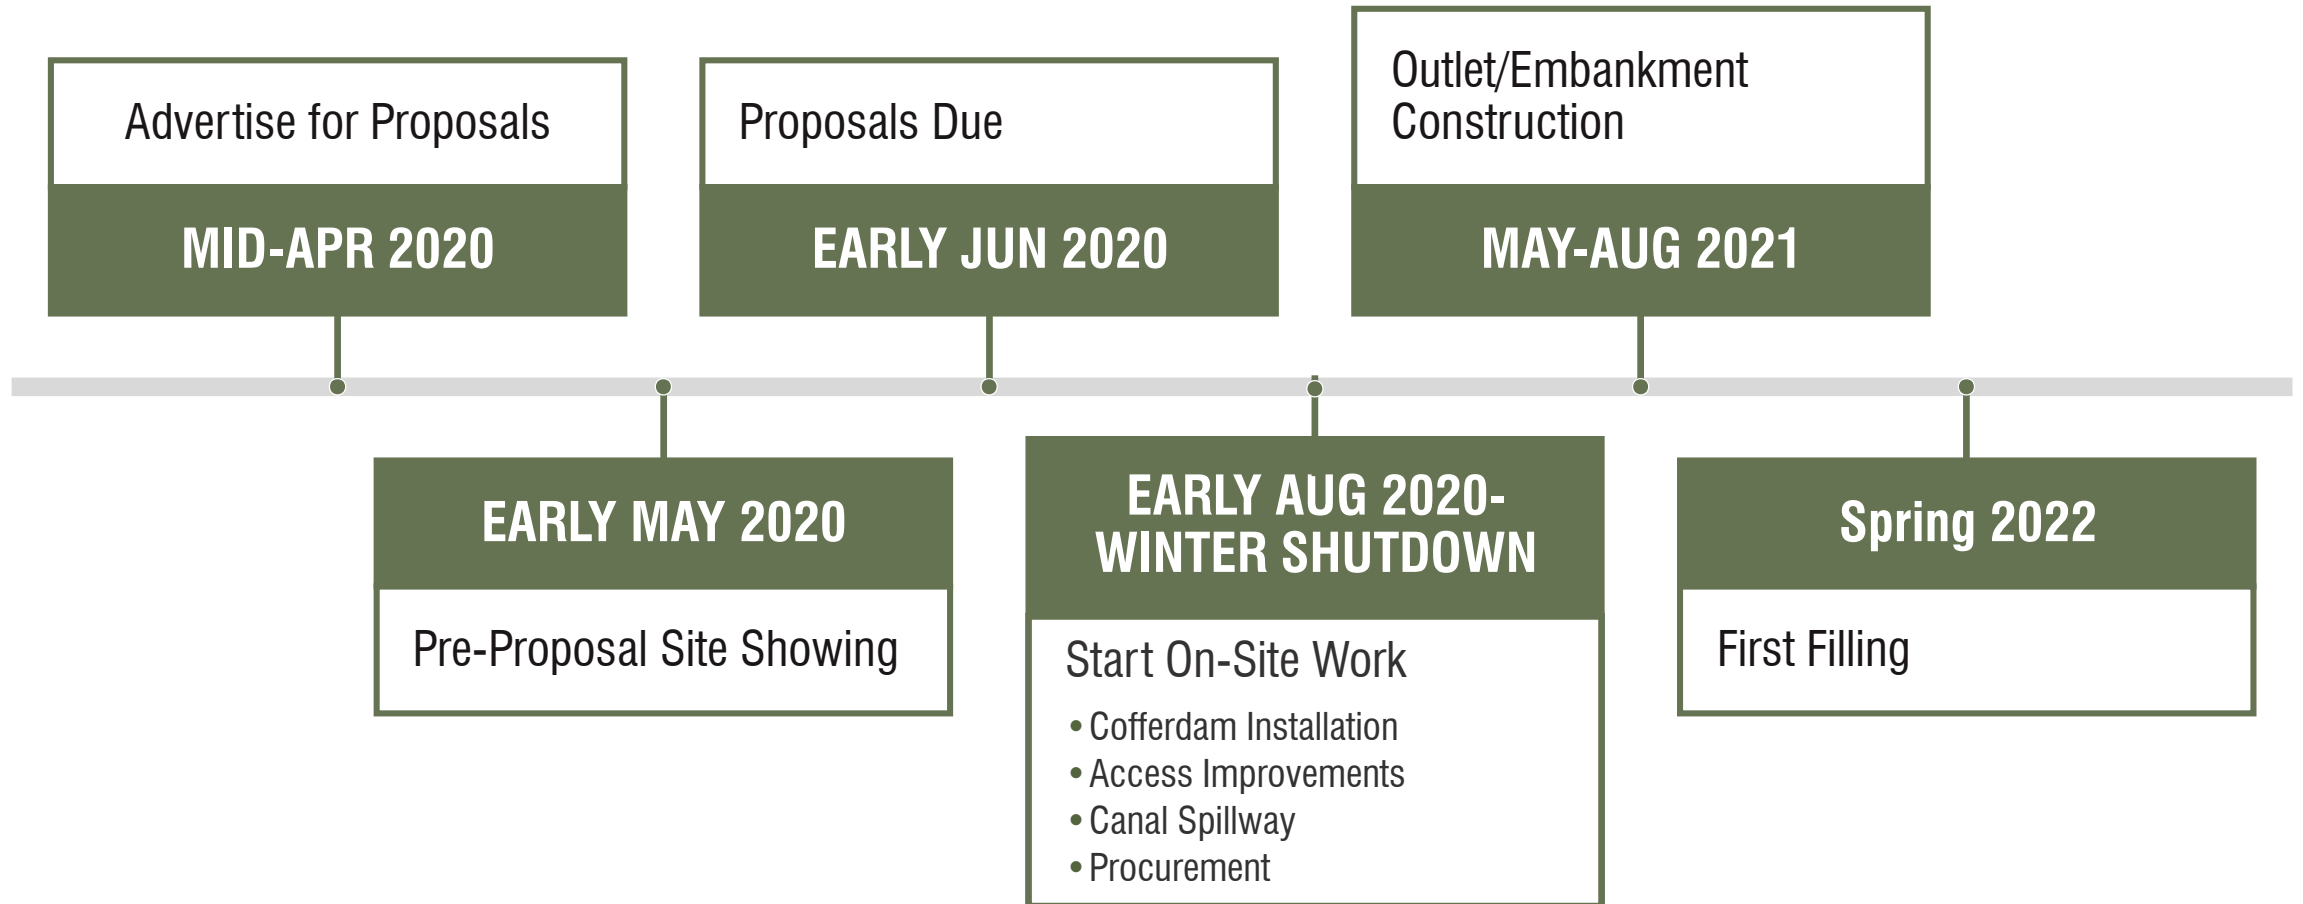 Advertise for Proposals
MID-APR 2020
EARLY MAY 2020
Pre-Proposal Site Showing
Proposals Due
EARLY JUN 2020
EARLY AUG 2020-
WINTER SHUTDOWN
Start On-Site Work
• Cofferdam Installation
• Access Improvements
• Canal Spillway
• Procurement
Outlet/Embankment
Construction
MAY-AUG 2021
Spring 2022
First Filling